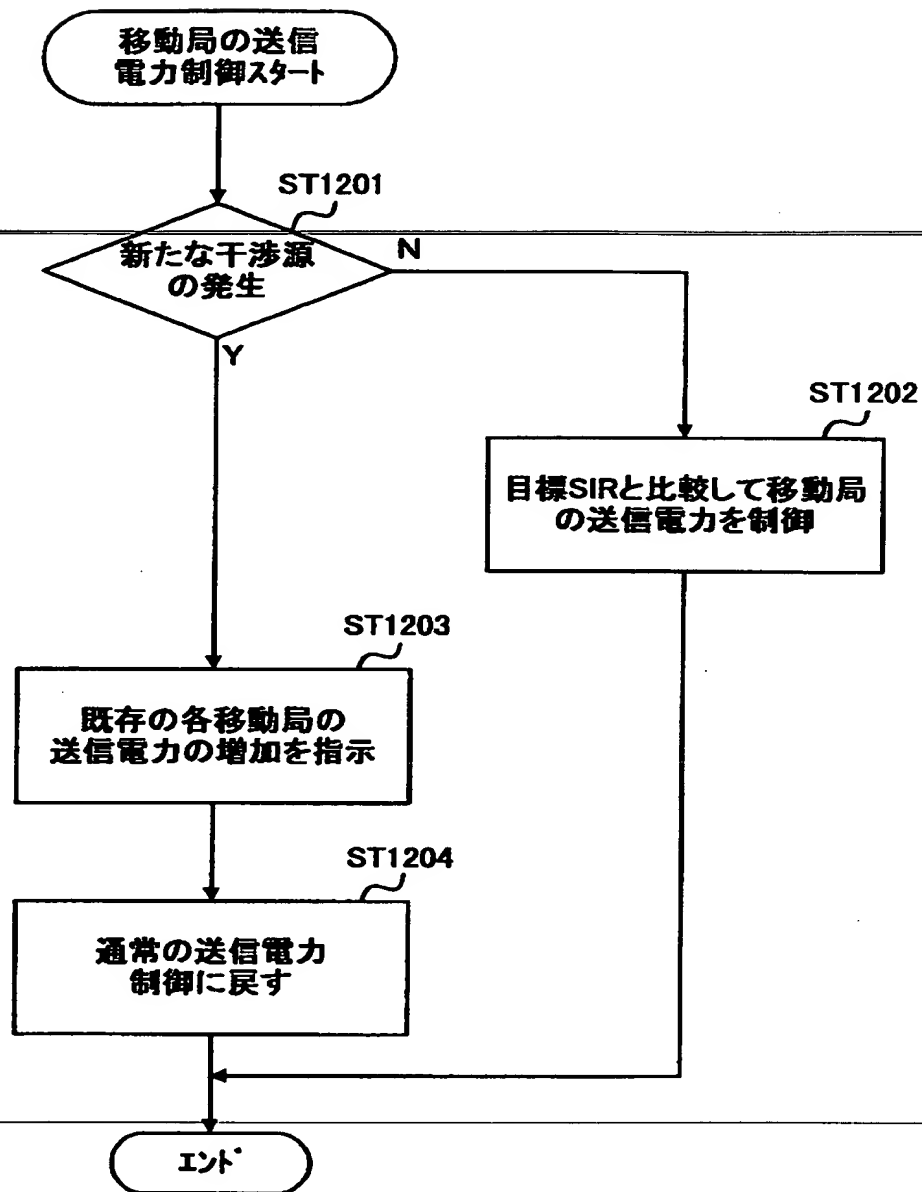 移動局の送信
電力制御スタート
ST1201
新たな干渉源
の発生
N
Y
ST1202
目標SIRと比較して移動局
の送信電力を制御
ST1203
既存の各移動局の
送信電力の増加を指示
ST1204
通常の送信電力
制御に戻す
エンド